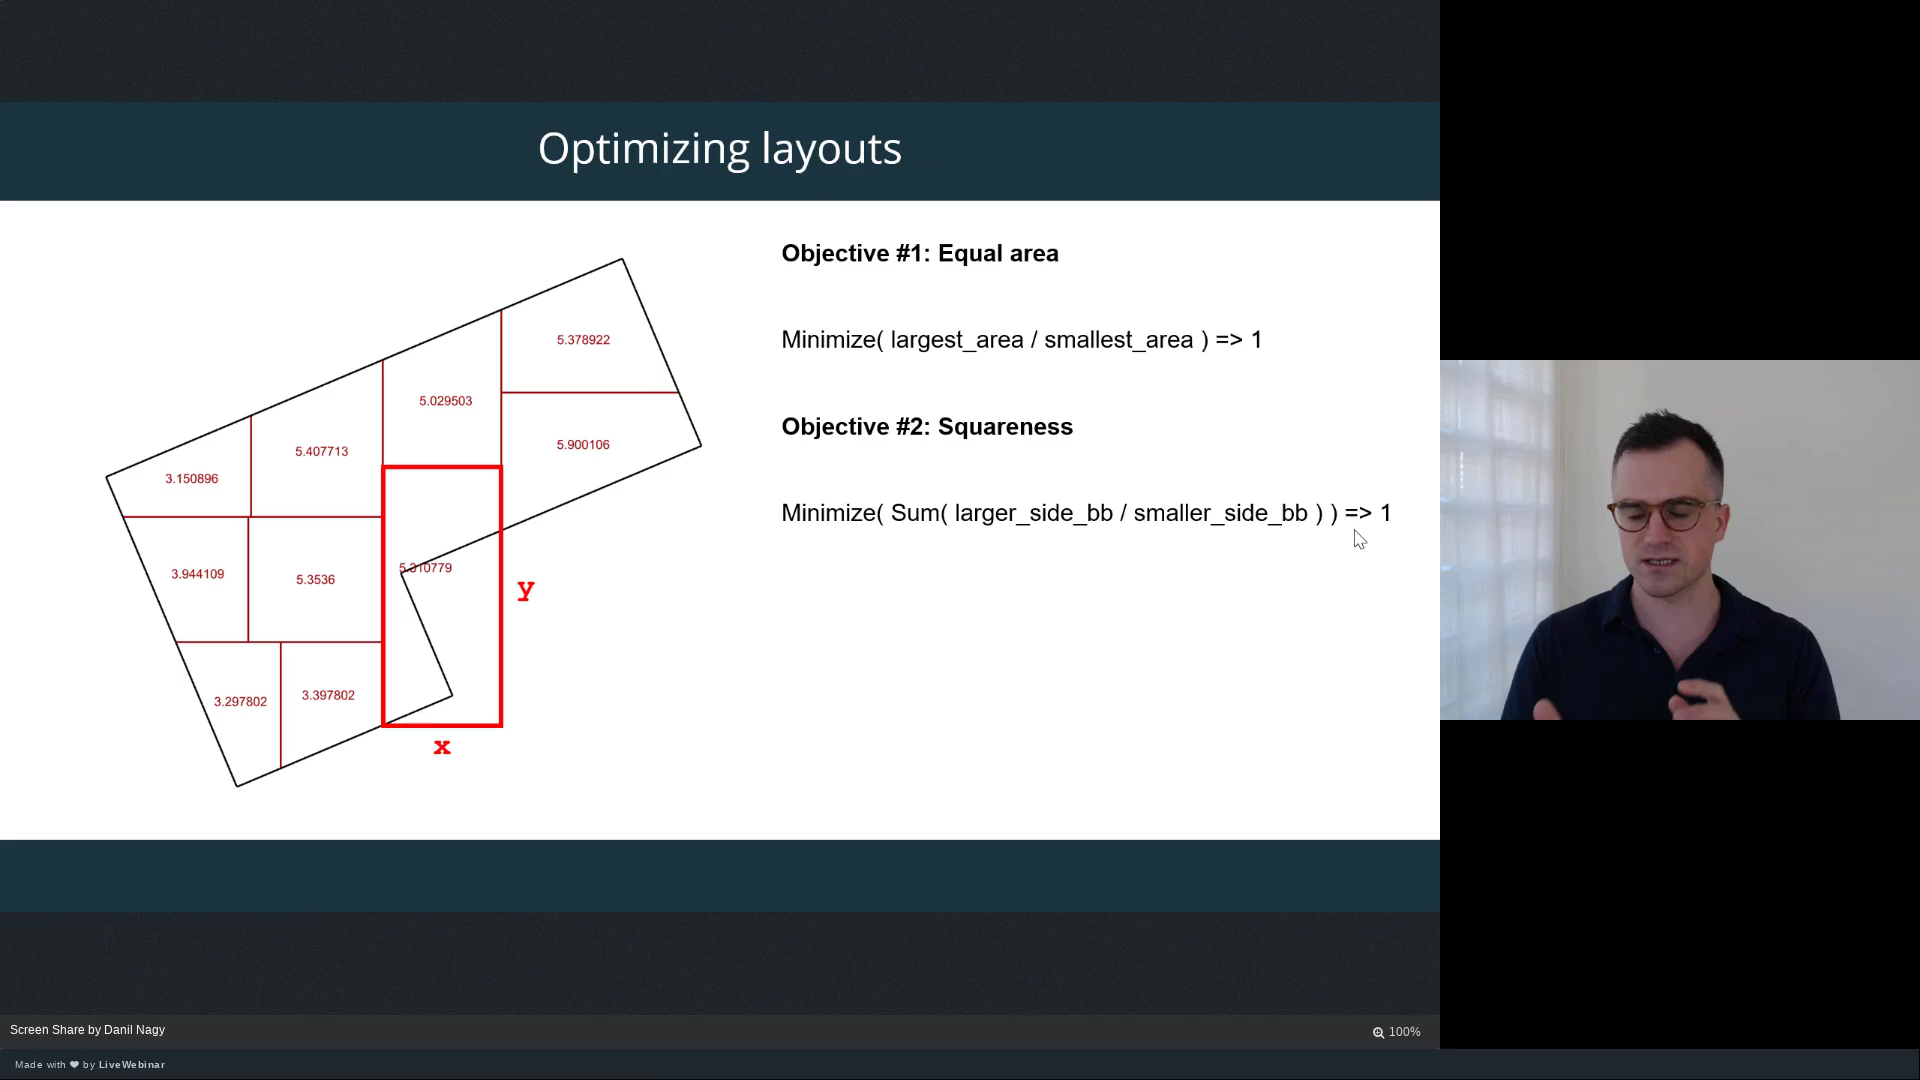 Optimizing layouts
Objective #1: Equal area
Minimize( largest_area / smallest_area ) => 1
Objective #2: Squareness
Minimize( Sum( larger_side_bb / smaller_side_bb ) ) => 1
5.378922
5.029503
5.900106
5.407713
3.150896
5.310779
3.944109
5.3536
y
3.297802
3.397802
x
Screen Share by Danil Nagy
100%
Made with ♥ by LiveWebinar